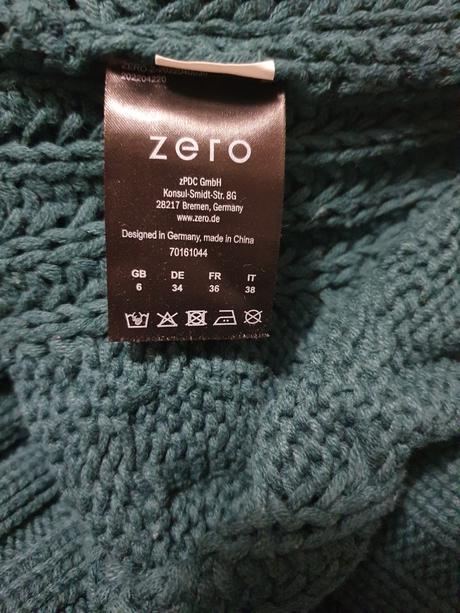 202204220
zero
zPDC GmbH
Konsul-Smidt-Str. 8G
28217 Bremen, Germany
www.zero.de
Designed in Germany, made in China
70161044
GB DE FR IT
6 34 36 38